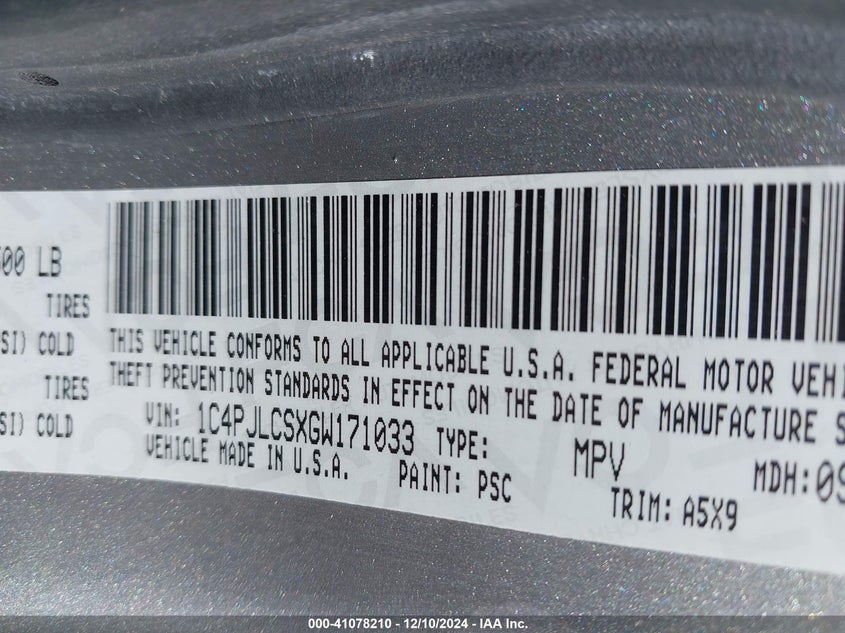 500 LB
TIRES
SI) COLD
TIRES
SI) COLD
THIS VEHICLE CONFORMS TO ALL APPLICABLE U.S.A. FEDERAL MOTOR VEHI
THEFT PREVENTION STANDARDS IN EFFECT ON THE DATE OF MANUFACTURE S
VIN: 1C4PJLCSXGW171033 TYPE: MPV MDH:09
VEHICLE MADE IN U.S.A. PAINT: PSC TRIM: A5X9
000-41078210 - 12/10/2024 - IAA Inc.